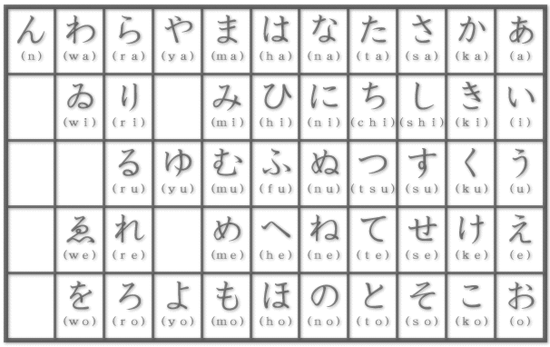 ん わ ら や ま は な た さ か あ
(n) (wa) (ra) (ya) (ma) (ha) (na) (ta) (sa) (ka) (a)
ゐ り み ひ に ち し き い
(wi) (ri) (mi) (hi) (ni) (chi) (shi) (ki) (i)
る ゆ む ふ ぬ つ す く う
(ru) (yu) (mu) (fu) (nu) (tsu) (su) (ku) (u)
ゑ れ め へ ね て せ け え
(we) (re) (me) (he) (ne) (te) (se) (ke) (e)
を ろ よ も ほ の と そ こ お
(wo) (ro) (yo) (mo) (ho) (no) (to) (so) (ko) (o)